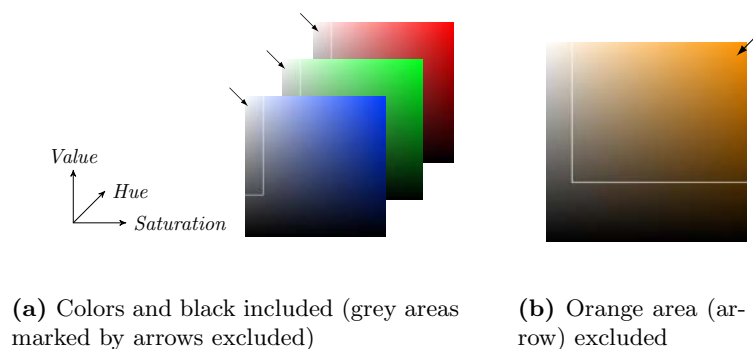 Value
Hue
Saturation
(a) Colors and black included (grey areas
marked by arrows excluded)
(b) Orange area (ar-
row) excluded